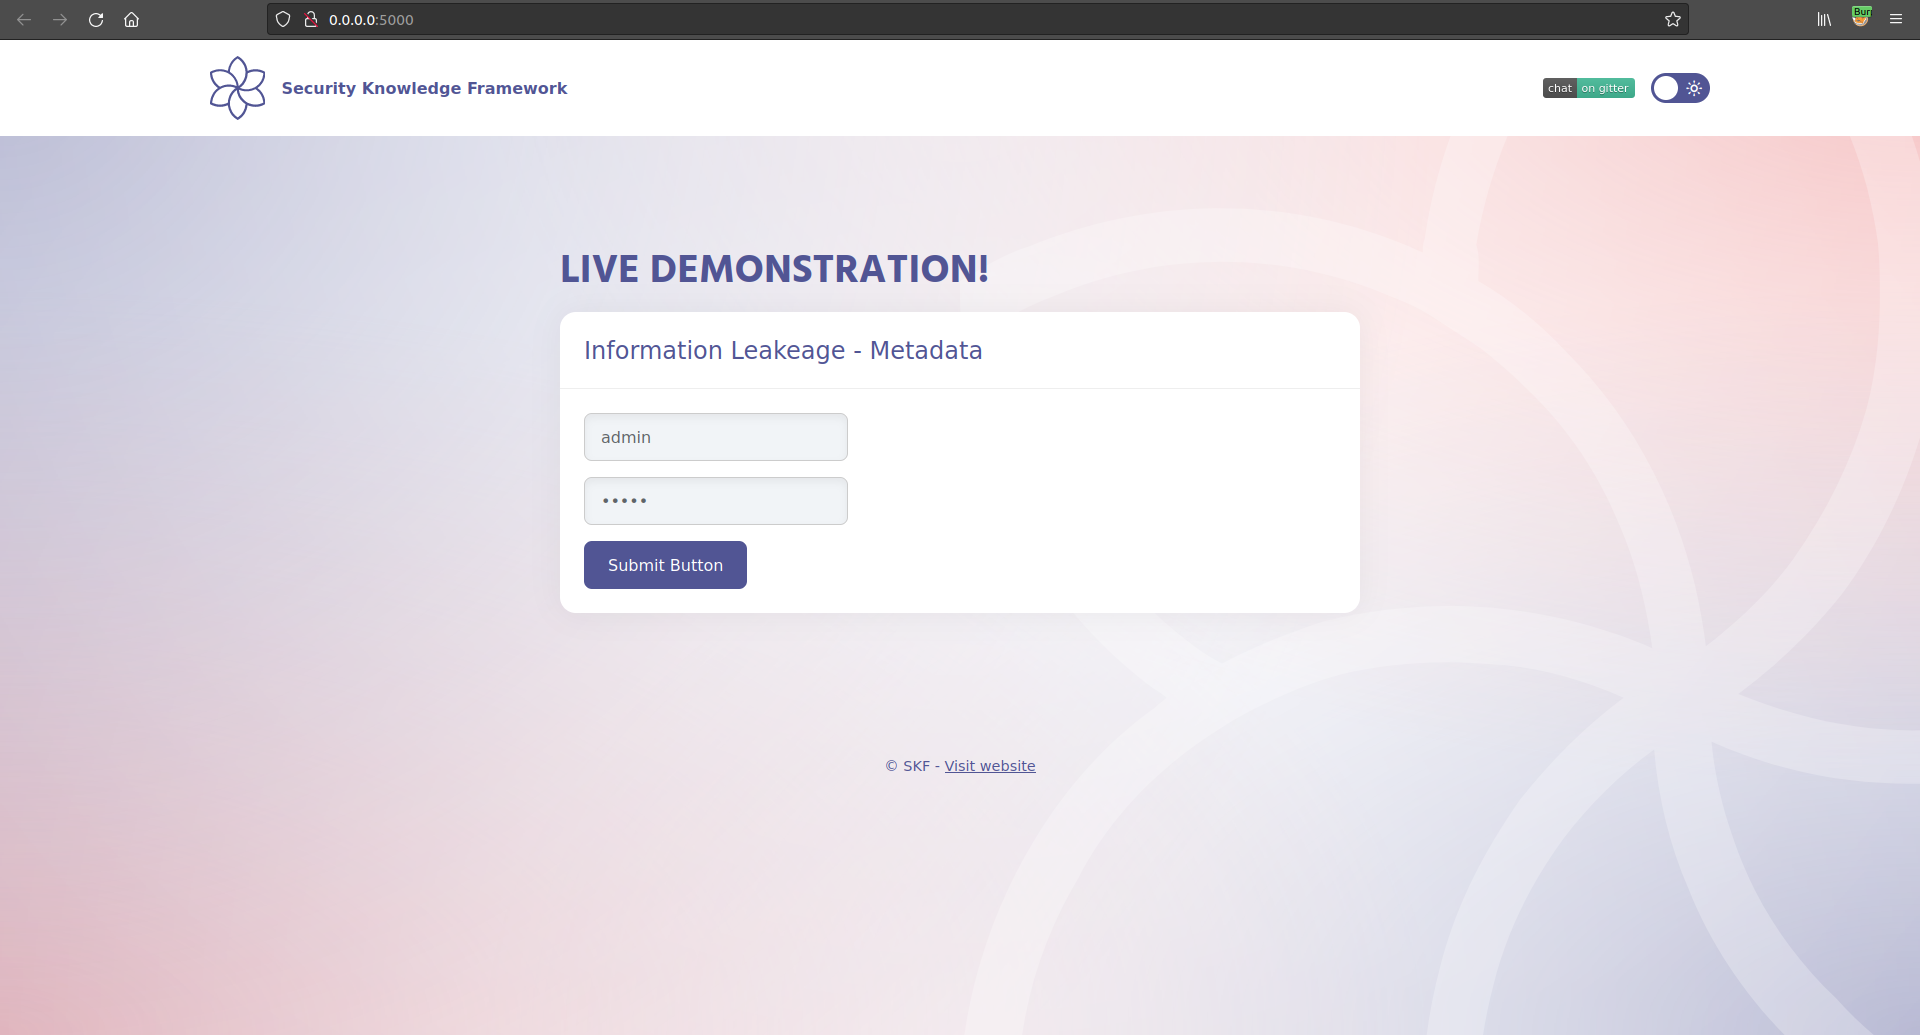 0.0.0.0:5000
Bur
Security Knowledge Framework
chat on gitter
LIVE DEMONSTRATION!
Information Leakeage - Metadata
admin
•••••
Submit Button
© SKF - Visit website